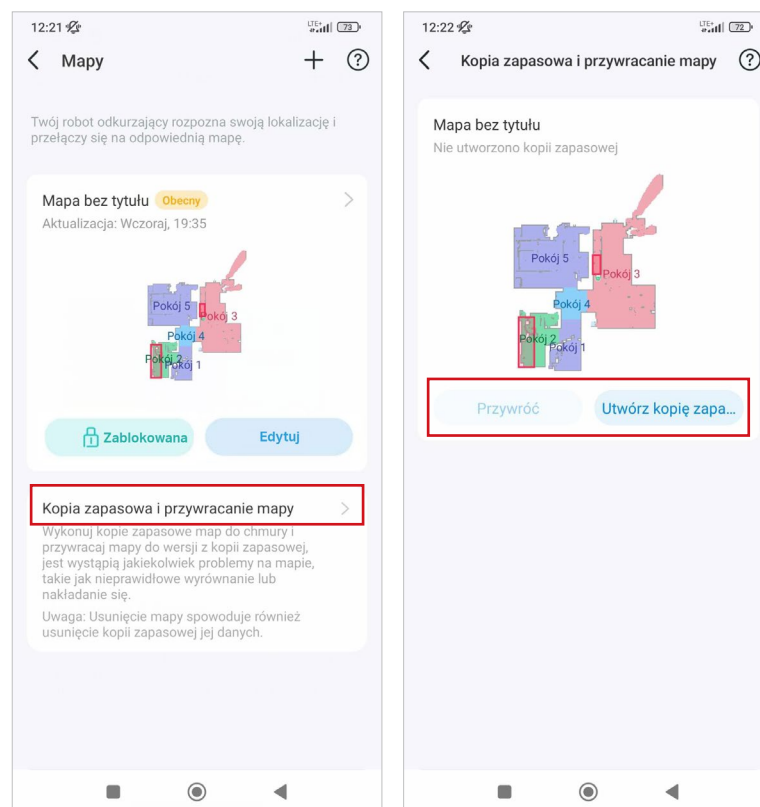 12:21
LTE+
73
Mapy
Twój robot odkurzający rozpozna swoją lokalizację i
przełączy się na odpowiednią mapę.
Mapa bez tytułu Obecny
Aktualizacja: Wczoraj, 19:35
Pokój 5
Pokój 3
Pokój 4
Pokój 2
Pokój 1
Zablokowana
Edytuj
Kopia zapasowa i przywracanie mapy
Wykonuj kopie zapasowe map do chmury i
przywracaj mapy do wersji z kopii zapasowej,
jest wystąpią jakiekolwiek problemy na mapie,
takie jak nieprawidłowe wyrównanie lub
nakładanie się.
Uwaga: Usunięcie mapy spowoduje również
usunięcie kopii zapasowej jej danych.
12:22
LTE+
72
Kopia zapasowa i przywracanie mapy
Mapa bez tytułu
Nie utworzono kopii zapasowej
Pokój 5
Pokój 3
Pokój 4
Pokój 2
Pokój 1
Przywróć
Utwórz kopię zapa...